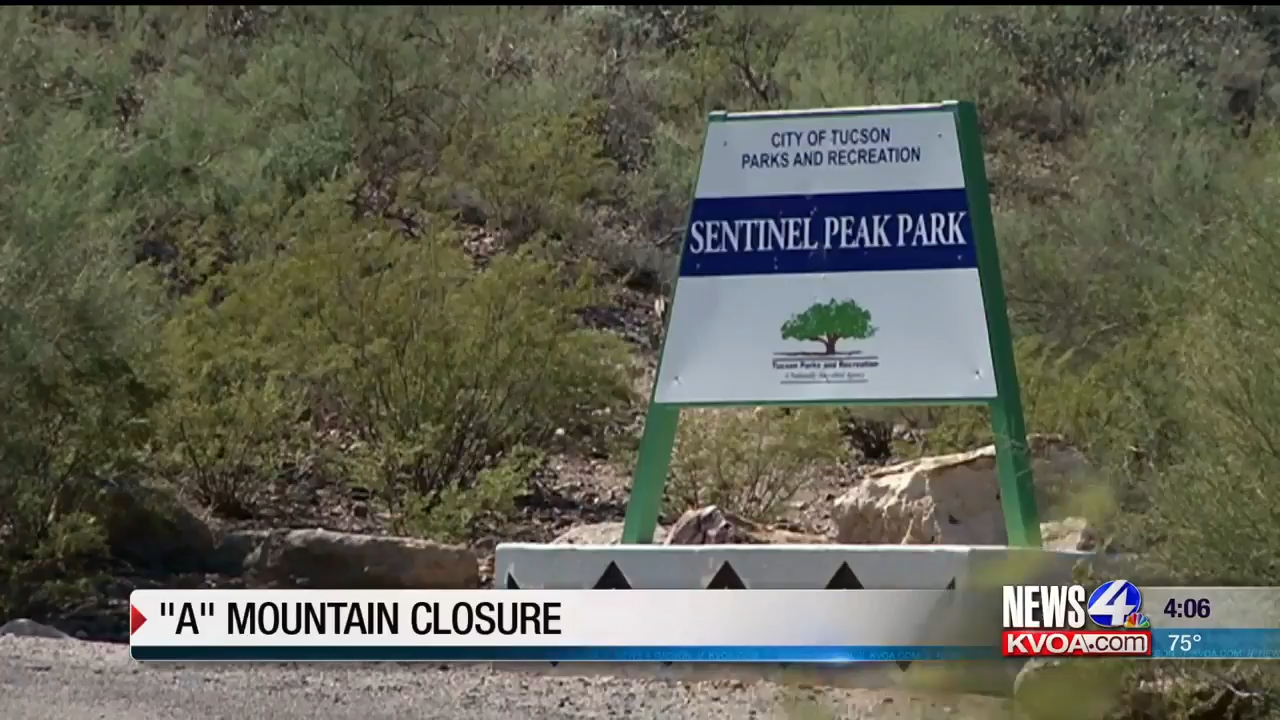 CITY OF TUCSON
PARKS AND RECREATION
SENTINEL PEAK PARK
Tucson Parks and Recreation
"A" MOUNTAIN CLOSURE
NEWS 4
KVOA.com
4:06
75°